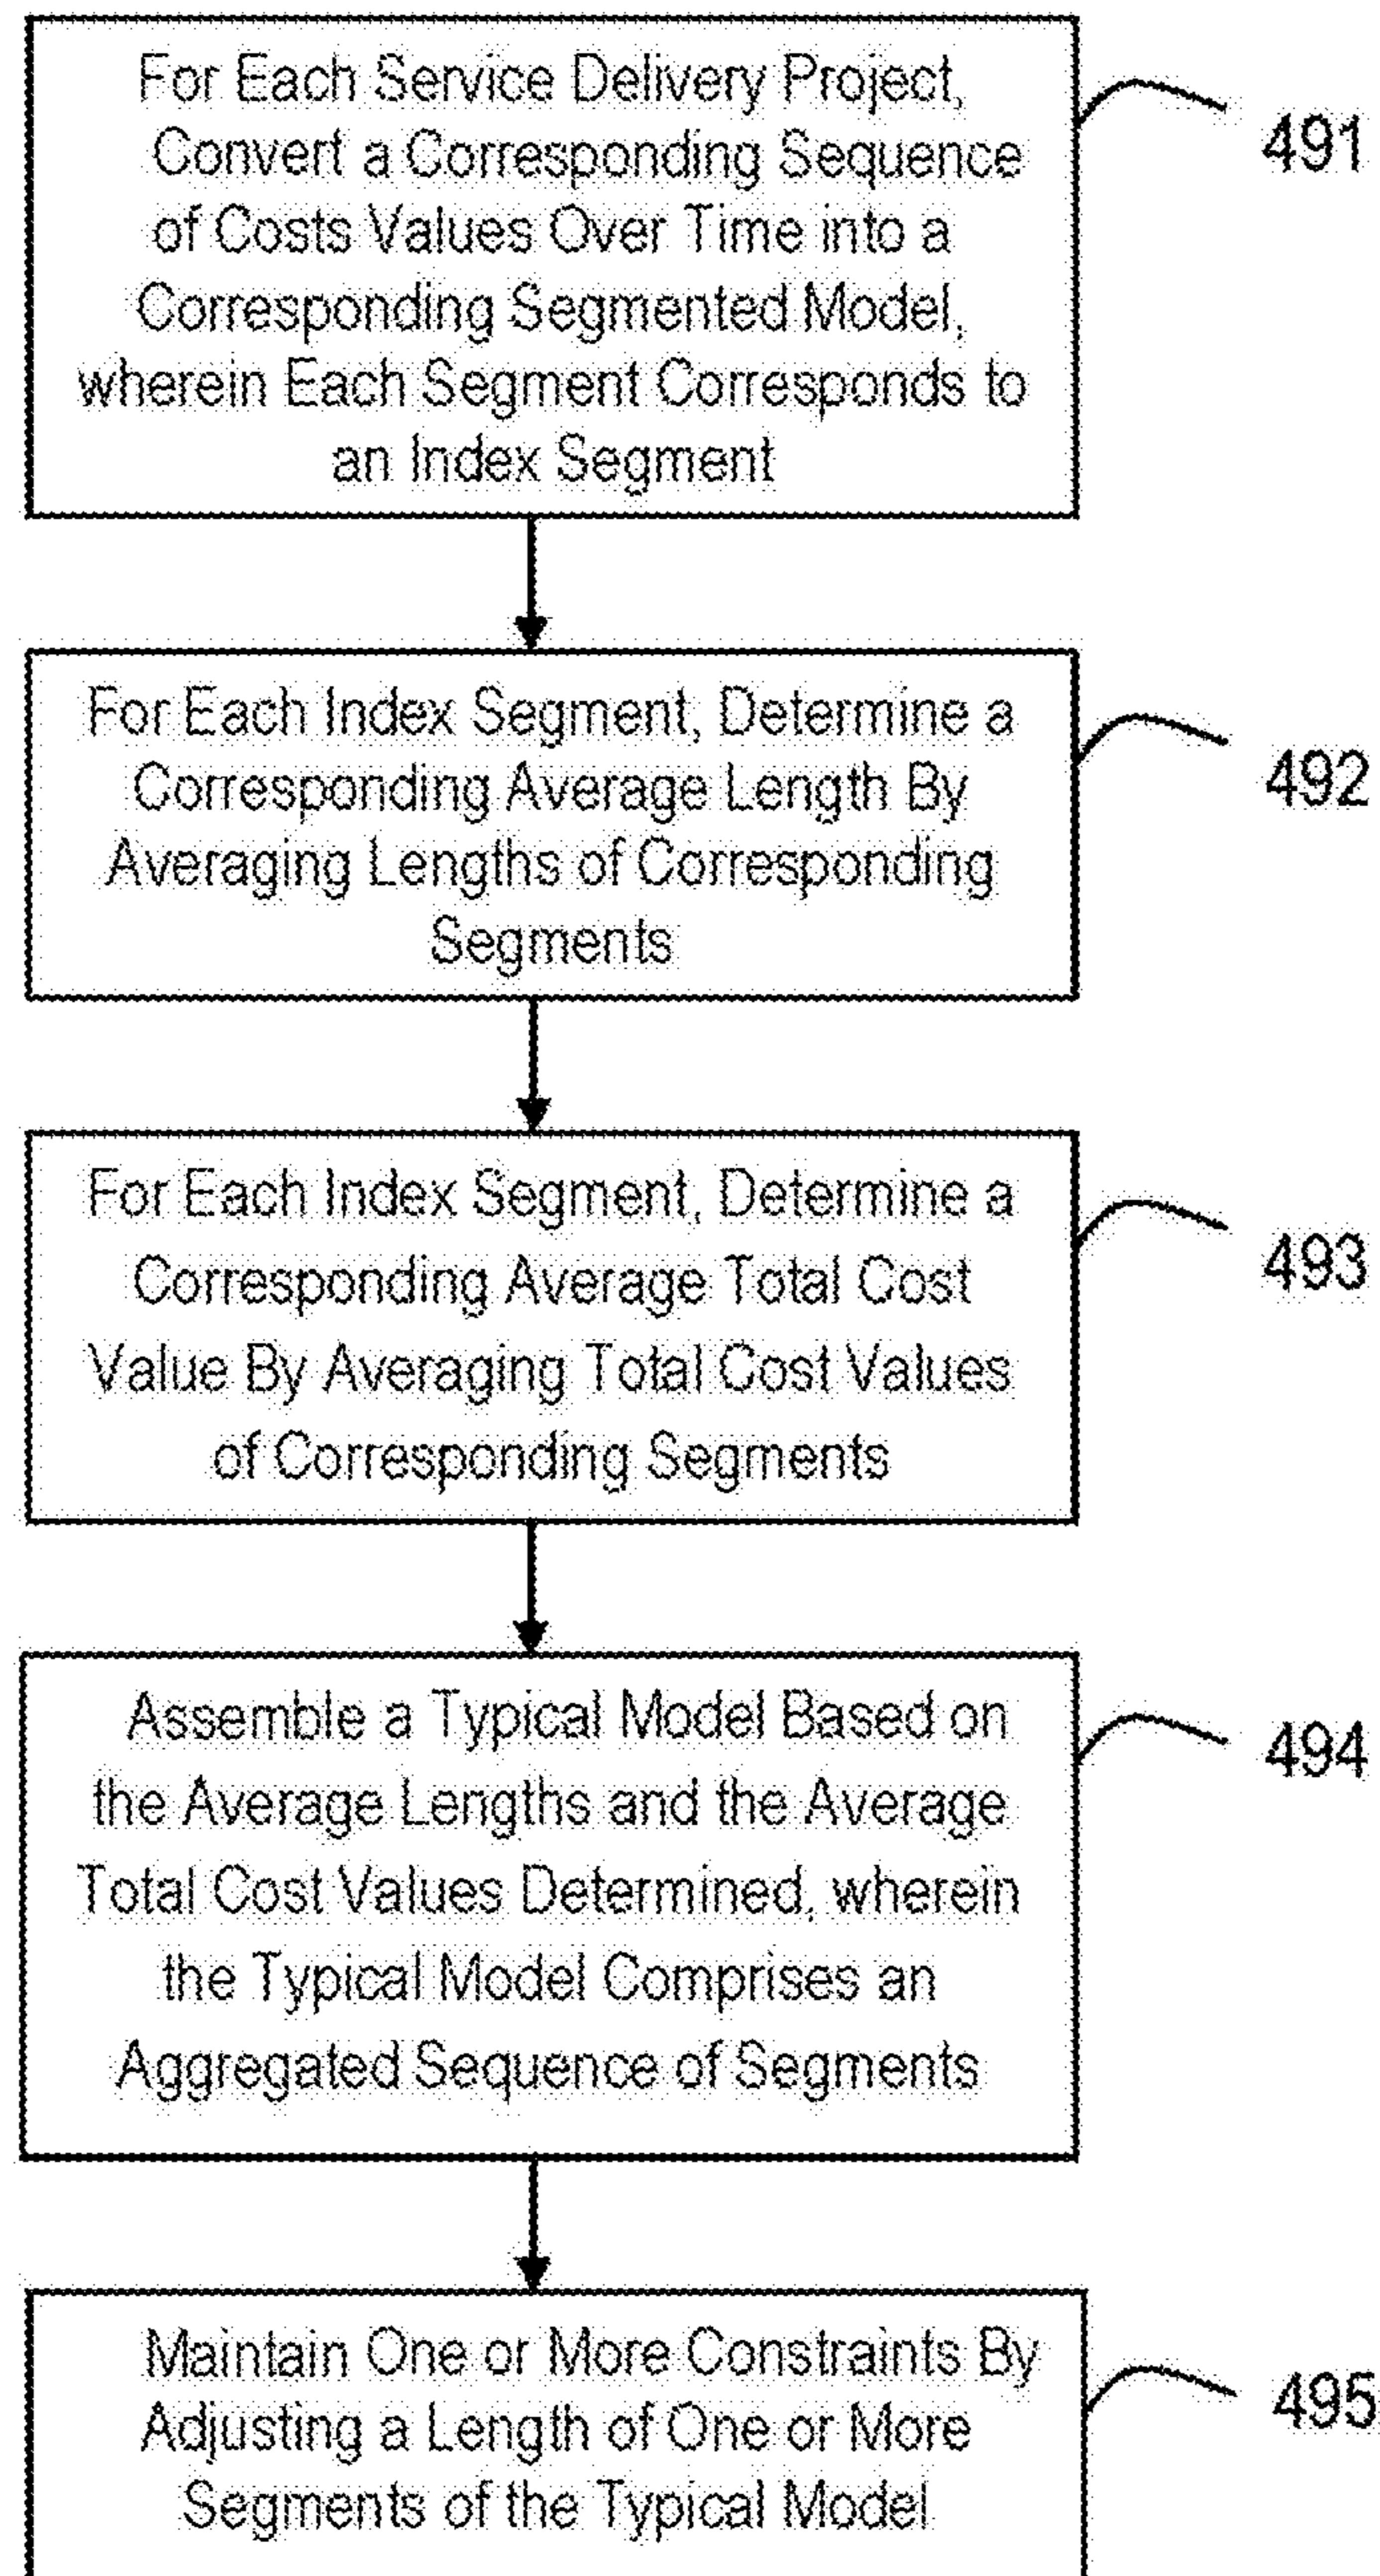 For Each Service Delivery Project,
Convert a Corresponding Sequence
of Costs Values Over Time into a
Corresponding Segmented Model,
wherein Each Segment Corresponds to
an Index Segment
491
For Each Index Segment, Determine a
Corresponding Average Length By
Averaging Lengths of Corresponding
Segments
492
For Each Index Segment, Determine a
Corresponding Average Total Cost
Value By Averaging Total Cost Values
of Corresponding Segments
493
Assemble a Typical Model Based on
the Average Lengths and the Average
Total Cost Values Determined, wherein
the Typical Model Comprises an
Aggregated Sequence of Segments
494
Maintain One or More Constraints By
Adjusting a Length of One or More
Segments of the Typical Model
495